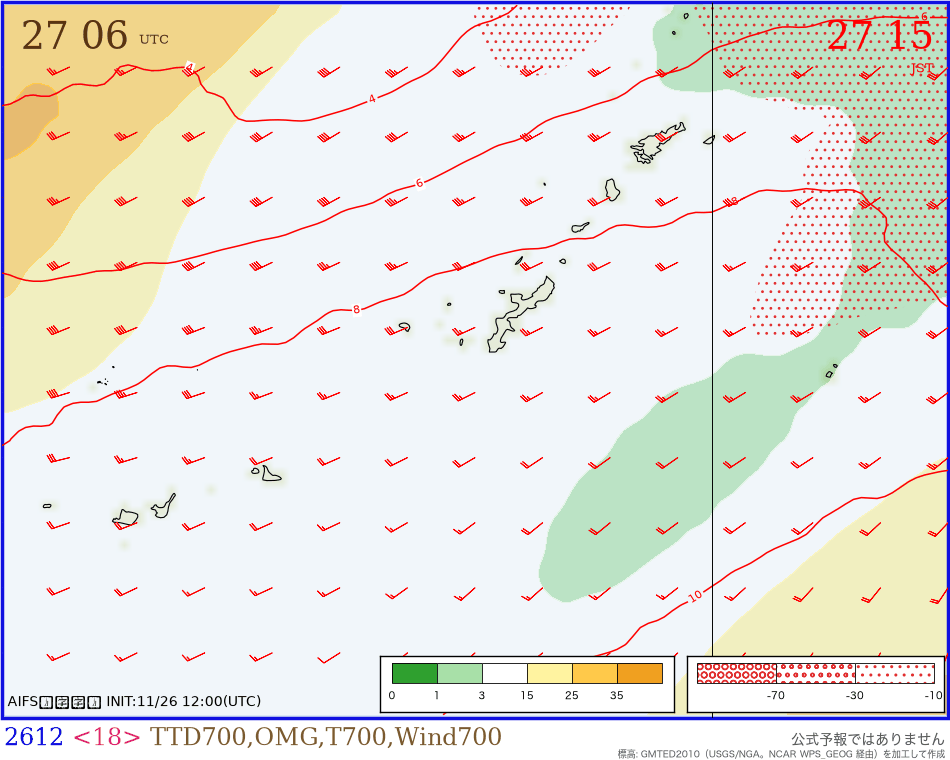 27 06 UTC
27 15
JST
6
4
4
6
8
8
8
10
AIFS INIT:11/26 12:00(UTC)
0 1 3 15 25 35
-70 -30 -10
2612 <18> TTD700,OMG,T700,Wind700
公式予報ではありません
標高: GMTED2010（USGS/NGA。NCAR WPS_GEOG 経由）を加工して作成